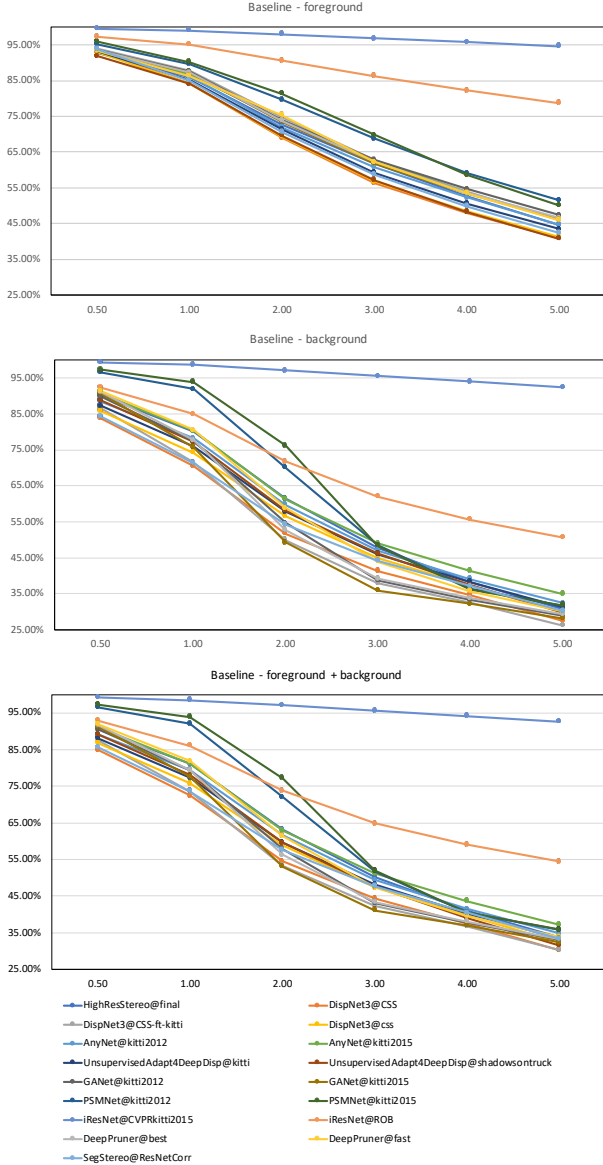 Baseline - foreground
95.00%
85.00%
75.00%
65.00%
55.00%
45.00%
35.00%
25.00%
0.50 1.00 2.00 3.00 4.00 5.00
Baseline - background
95.00%
85.00%
75.00%
65.00%
55.00%
45.00%
35.00%
25.00%
0.50 1.00 2.00 3.00 4.00 5.00
Baseline - foreground + background
95.00%
85.00%
75.00%
65.00%
55.00%
45.00%
35.00%
25.00%
0.50 1.00 2.00 3.00 4.00 5.00
HighResStereo@final DispNet3@CSS
DispNet3@CSS-ft-kitti DispNet3@css
AnyNet@kitti2012 AnyNet@kitti2015
UnsupervisedAdapt4DeepDisp@kitti UnsupervisedAdapt4DeepDisp@shadowsontruck
GANet@kitti2012 GANet@kitti2015
PSMNet@kitti2012 PSMNet@kitti2015
iResNet@CVPRkitti2015 iResNet@ROB
DeepPruner@best DeepPruner@fast
SegStereo@ResNetCorr